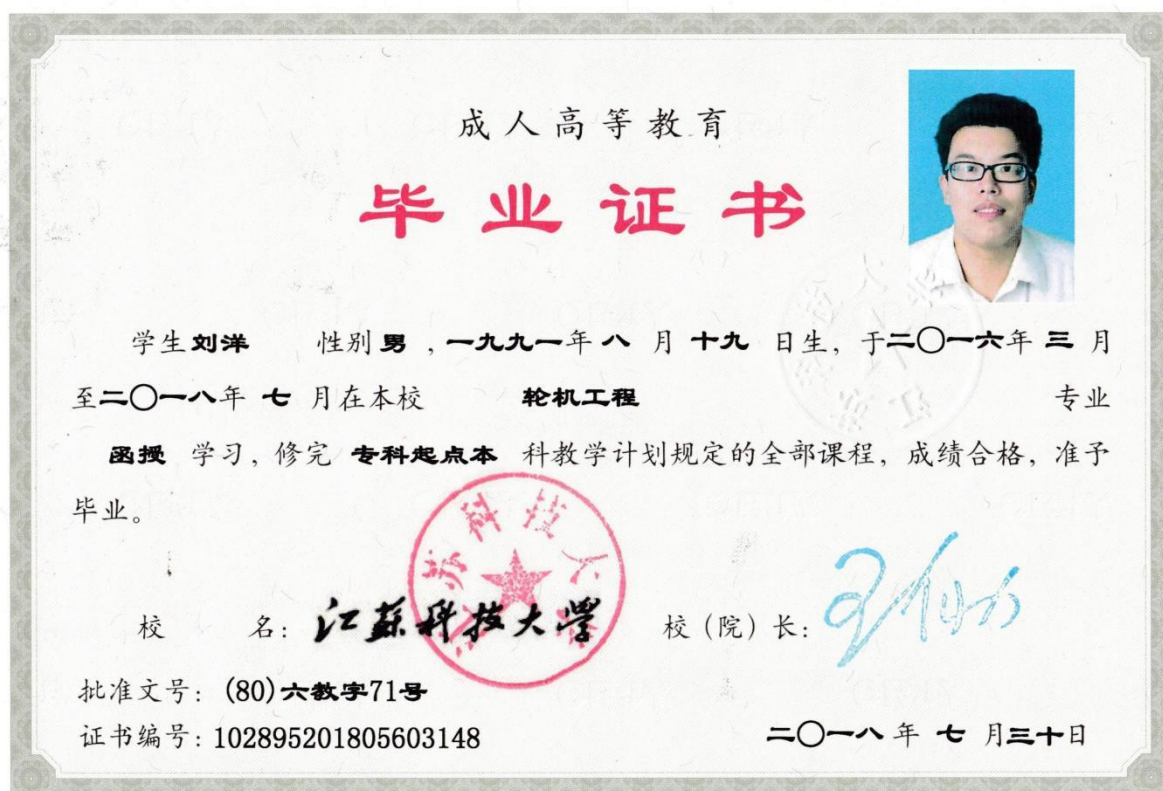 成人高等教育
毕业证书
学生刘洋 性别男，一九九一年八月十九日生，于二〇一六年三月
至二〇一八年七月在本校 轮机工程 专业
函授 学习，修完 专科起点本 科教学计划规定的全部课程，成绩合格，准予
毕业。
校 名：江苏科技大学 校（院）长：
批准文号：(80)六教字71号
证书编号：102895201805603148
二〇一八年七月三十日